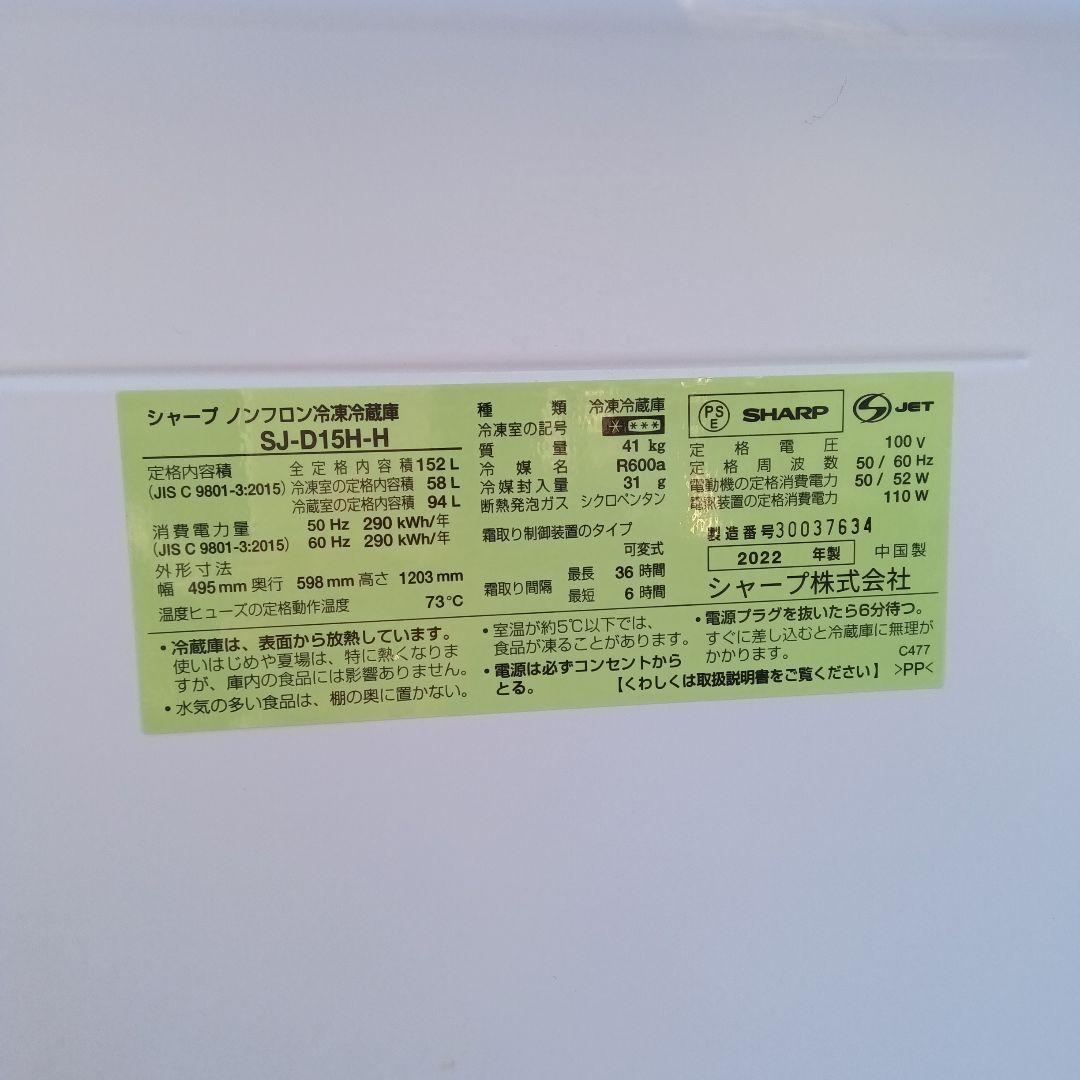 シャープ ノンフロン冷凍冷蔵庫
SJ-D15H-H
定格内容積 全定格内容積 152 L
(JIS C 9801-3:2015) 冷凍室の定格内容積 58 L
冷蔵室の定格内容積 94 L
消費電力量 50 Hz 290 kWh/年
(JIS C 9801-3:2015) 60 Hz 290 kWh/年
外形寸法
幅 495 mm 奥行 598 mm 高さ 1203 mm
温度ヒューズの定格動作温度 73℃
種類 冷凍冷蔵庫
冷凍室の記号 * ***
質量 41 kg
冷媒名 R600a
冷媒封入量 31 g
断熱発泡ガス シクロペンタン
霜取り制御装置のタイプ
可変式
霜取り間隔 最長 36 時間
最短 6 時間
PSE SHARP S JET
定格電圧 100 V
定格周波数 50 / 60 Hz
電動機の定格消費電力 50 / 52 W
電熱装置の定格消費電力 110 W
製造番号 30037634
2022 年製 中国製
シャープ株式会社
・冷蔵庫は、表面から放熱しています。
使いはじめや夏場は、特に熱くなりま
すが、庫内の食品には影響ありません。
・水気の多い食品は、棚の奥に置かない。
・室温が約5℃以下では、
食品が凍ることがあります。
・電源は必ずコンセントから
とる。
・電源プラグを抜いたら6分待つ。
すぐに差し込むと冷蔵庫に無理が
かかります。 C477
【くわしくは取扱説明書をご覧ください】 >PP<